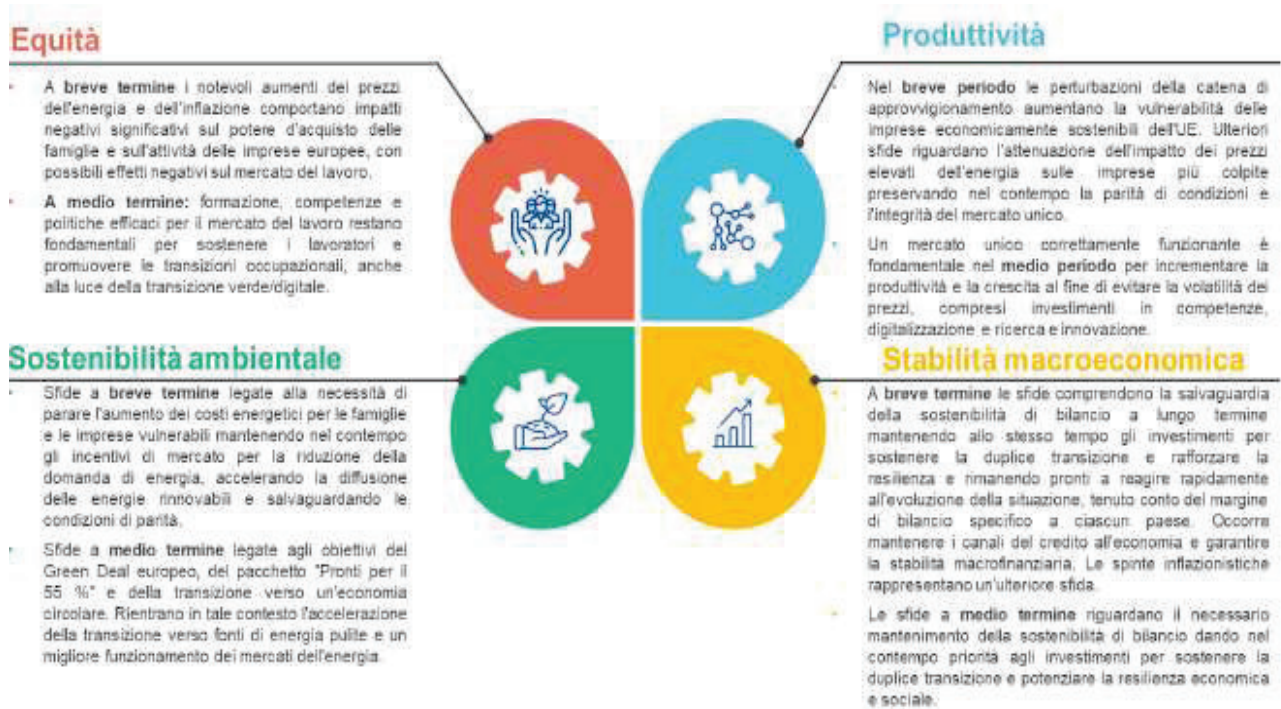 Equità
A breve termine i notevoli aumenti dei prezzi
dell'energia e dell'inflazione comportano impatti
negativi significativi sul potere d'acquisto delle
famiglie e sull'attività delle imprese europee, con
possibili effetti negativi sul mercato del lavoro.
A medio termine: formazione, competenze e
politiche efficaci per il mercato del lavoro restano
fondamentali per sostenere i lavoratori e
promuovere le transizioni occupazionali, anche
alla luce della transizione verde/digitale.
Produttività
Nel breve periodo le perturbazioni della catena di
approvvigionamento aumentano la vulnerabilità delle
imprese economicamente sostenibili dell'UE. Ulteriori
sfide riguardano l'attenuazione dell'impatto dei prezzi
elevati dell'energia sulle imprese più colpite
preservando nel contempo la parità di condizioni e
l'integrità del mercato unico.
Un mercato unico correttamente funzionante è
fondamentale nel medio periodo per incrementare la
produttività e la crescita al fine di evitare la volatilità dei
prezzi, compresi investimenti in competenze,
digitalizzazione e ricerca e innovazione.
Sostenibilità ambientale
Sfide a breve termine legate alla necessità di
parare l'aumento dei costi energetici per le famiglie
e le imprese vulnerabili mantenendo nel contempo
gli incentivi di mercato per la riduzione della
domanda di energia, accelerando la diffusione
delle energie rinnovabili e salvaguardando le
condizioni di parità.
Sfide a medio termine legate agli obiettivi del
Green Deal europeo, del pacchetto "Pronti per il
55 %" e della transizione verso un'economia
circolare. Rientrano in tale contesto l'accelerazione
della transizione verso fonti di energia pulite e un
migliore funzionamento dei mercati dell'energia.
Stabilità macroeconomica
A breve termine le sfide comprendono la salvaguardia
della sostenibilità di bilancio a lungo termine
mantenendo allo stesso tempo gli investimenti per
sostenere la duplice transizione e rafforzare la
resilienza e rimanendo pronti a reagire rapidamente
all'evoluzione della situazione, tenuto conto del margine
di bilancio specifico a ciascun paese. Occorre
mantenere i canali del credito all'economia e garantire
la stabilità macrofinanziaria. Le spinte inflazionistiche
rappresentano un'ulteriore sfida.
Le sfide a medio termine riguardano il necessario
mantenimento della sostenibilità di bilancio dando nel
contempo priorità agli investimenti per sostenere la
duplice transizione e potenziare la resilienza economica
e sociale.